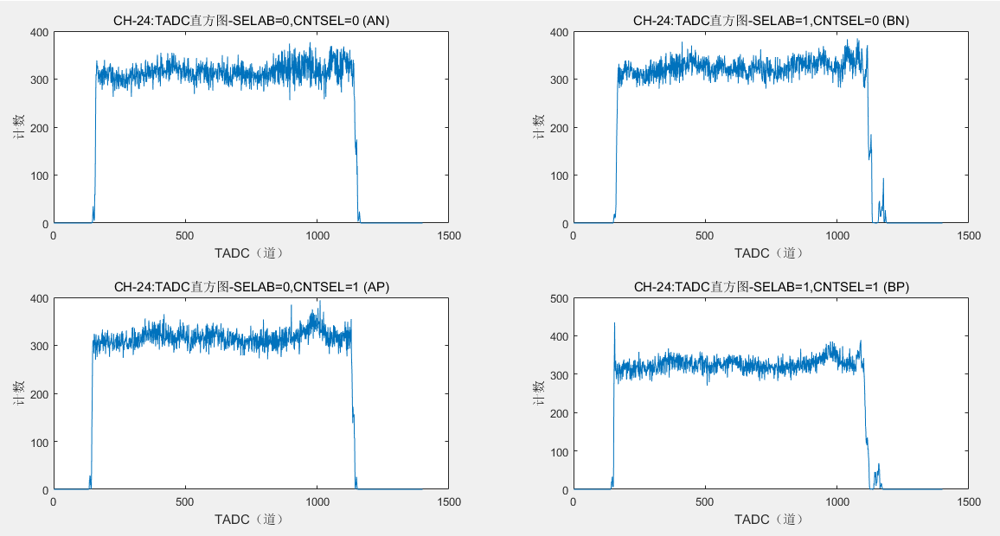 CH-24:TADC直方图-SELAB=0,CNTSEL=0 (AN)
400
300
200
100
0
计数
0 500 1000 1500
TADC（道）
CH-24:TADC直方图-SELAB=1,CNTSEL=0 (BN)
400
300
200
100
0
计数
0 500 1000 1500
TADC（道）
CH-24:TADC直方图-SELAB=0,CNTSEL=1 (AP)
400
300
200
100
0
计数
0 500 1000 1500
TADC（道）
CH-24:TADC直方图-SELAB=1,CNTSEL=1 (BP)
500
400
300
200
100
0
计数
0 500 1000 1500
TADC（道）